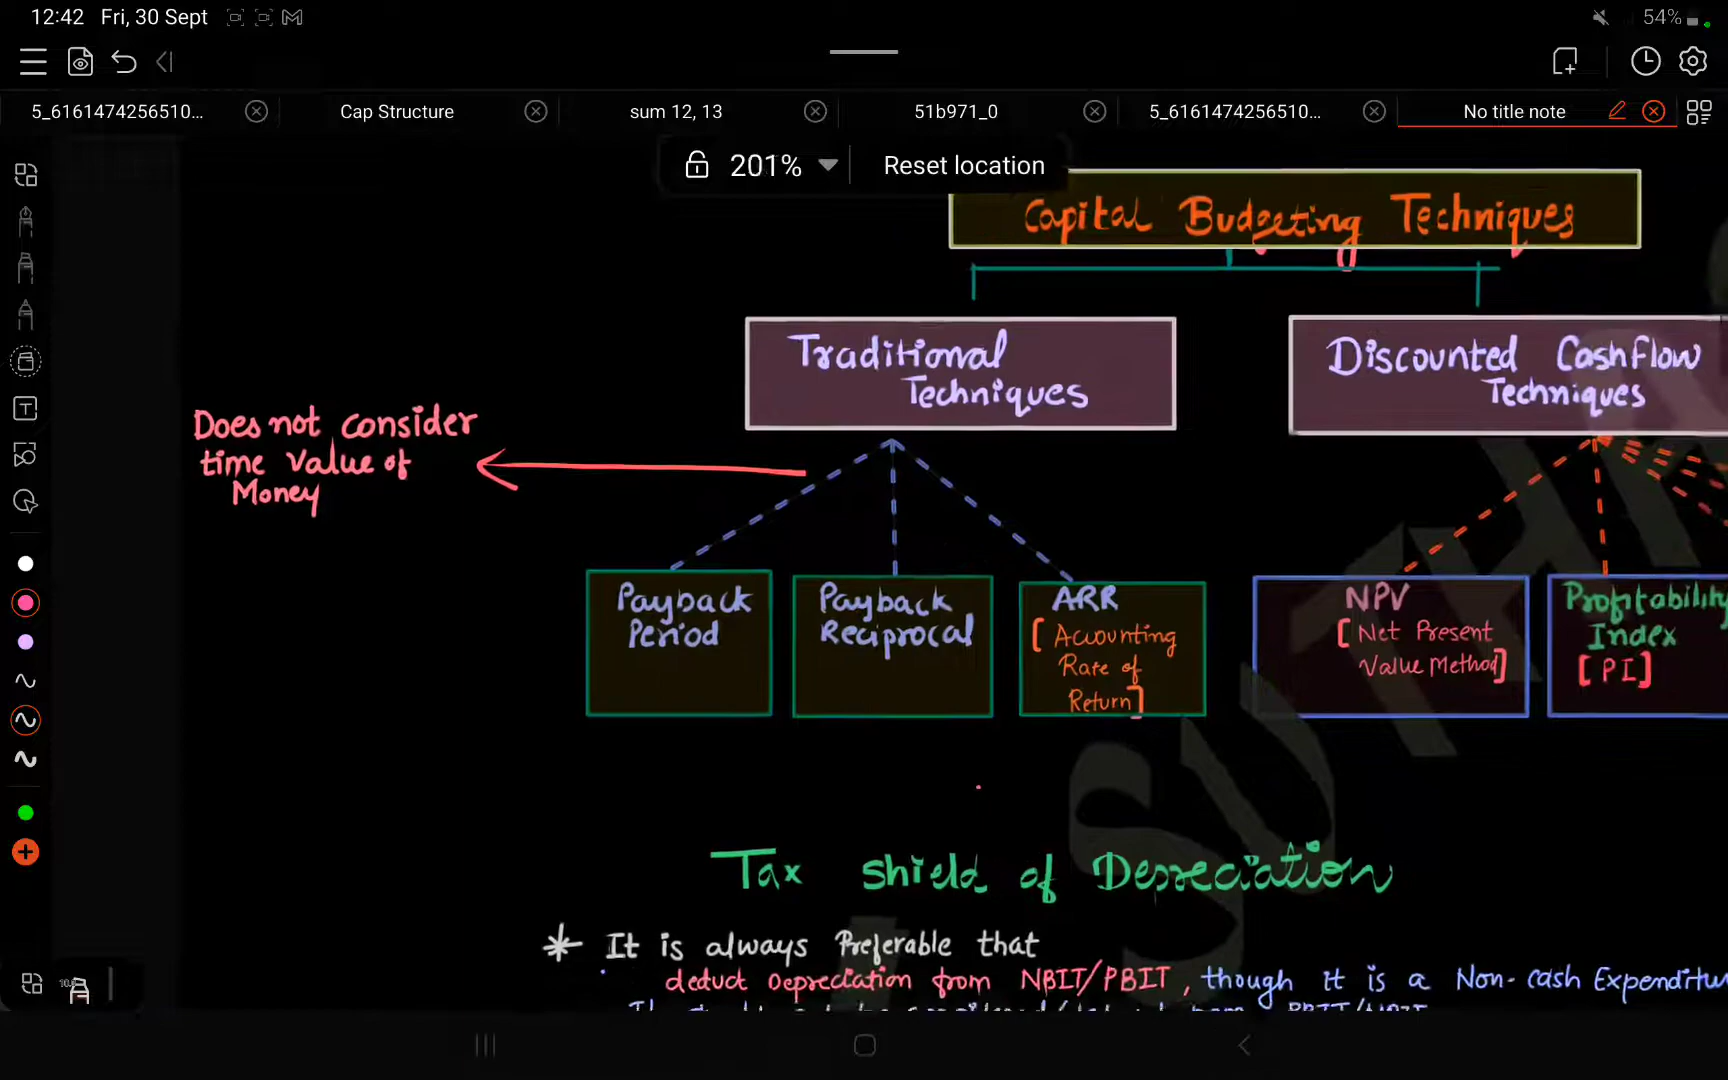 12:42 Fri, 30 Sept
54%
5_6161474256510...
Cap Structure
sum 12, 13
51b971_0
5_6161474256510...
No title note
201%
Reset location
Capital Budgeting Techniques
Traditional
Techniques
Discounted Cashflow
Techniques
Does not consider
time value of
Money
Payback
Period
Payback
Reciprocal
ARR
[Accounting
Rate of
Return]
NPV
[Net Present
Value Method]
Profitability
Index
[PI]
Tax Shield of Depreciation
* It is always Preferable that
deduct Depreciation from NBIT/PBIT, though it is a Non-cash Expenditur